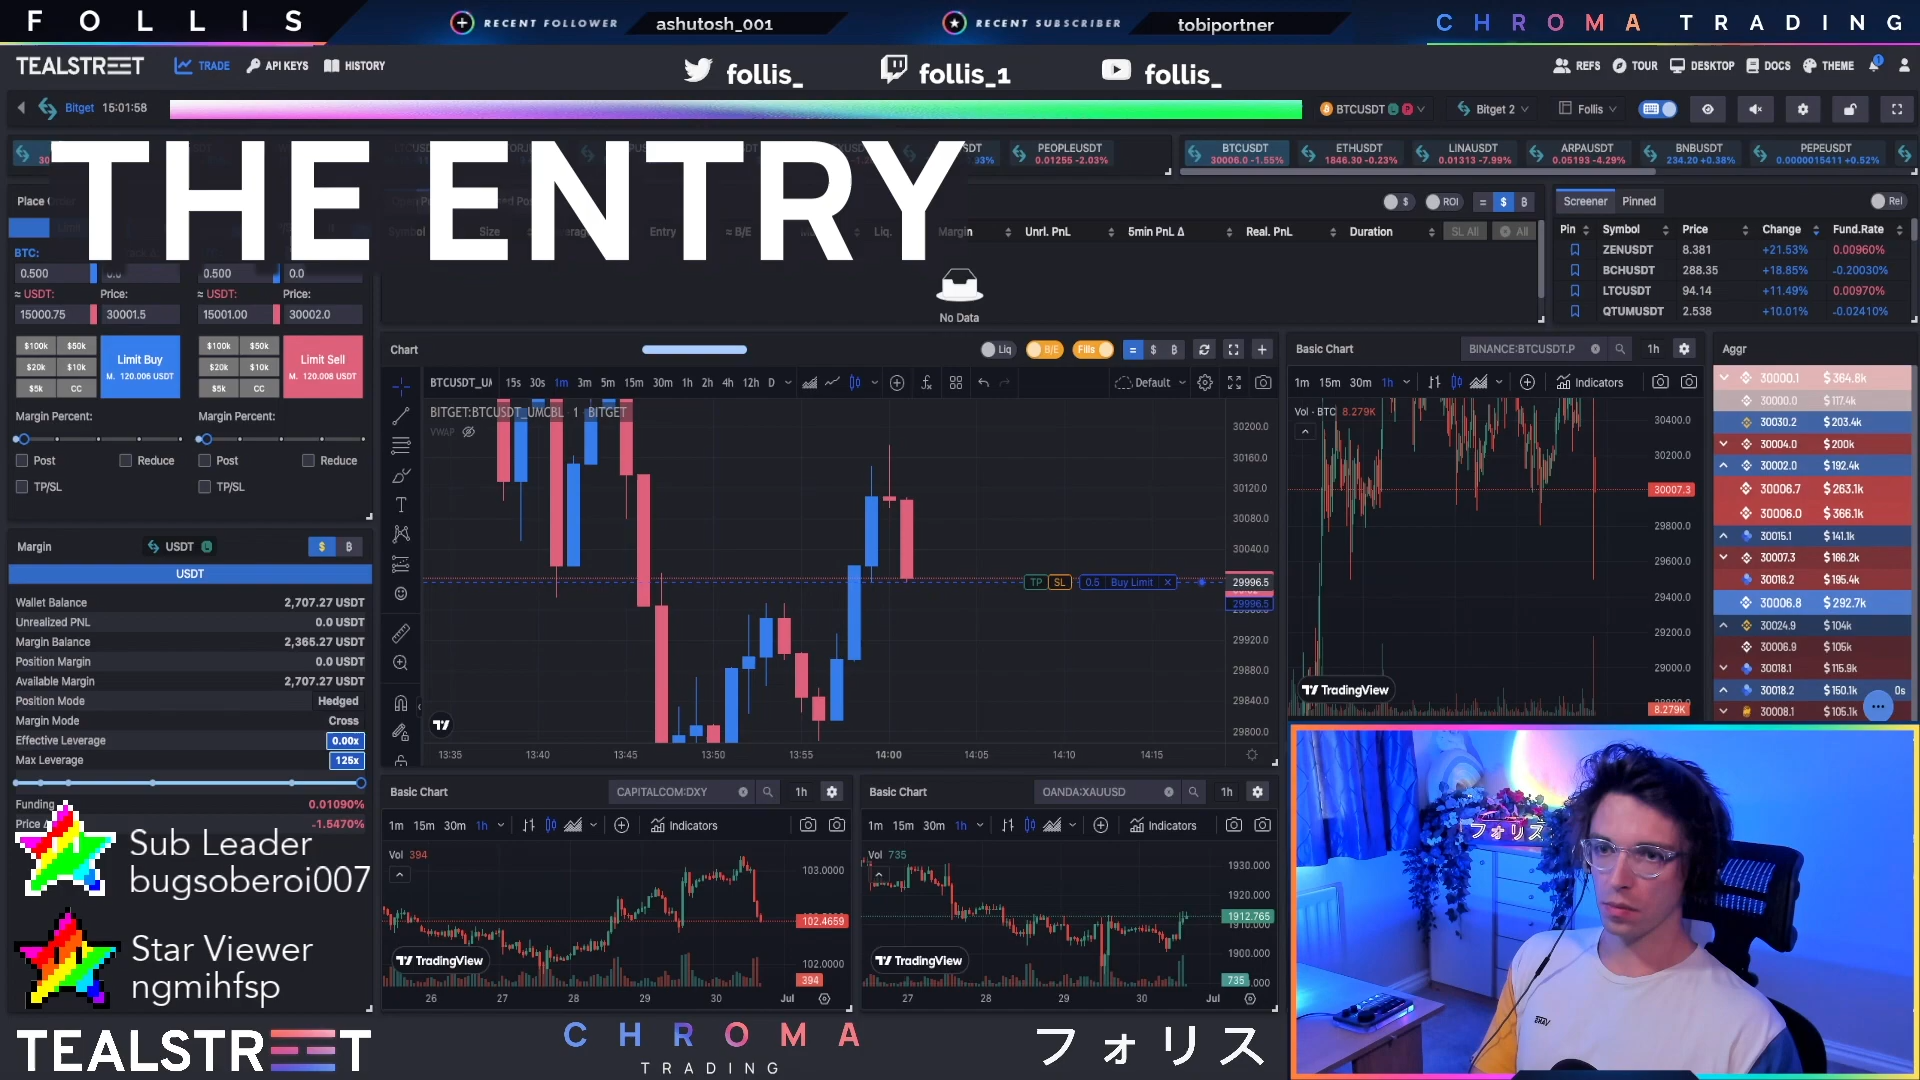 FOLLIS
RECENT FOLLOWER ashutosh_001
RECENT SUBSCRIBER tobiportner
CHROMA TRADING
TEALSTREET TRADE API KEYS HISTORY
follis_ follis_1 follis_
REFS TOUR DESKTOP DOCS THEME 1
Bitget 15:01:58
BTCUSDT L P Bitget 2 Follis
THE ENTRY
PEOPLEUSDT
0.01255 -2.03%
BTCUSDT
30006.0 -1.55%
ETHUSDT
1846.30 -0.23%
LINAUSDT
0.01313 -7.99%
ARPAUSDT
0.05193 -4.29%
BNBUSDT
234.20 +0.38%
PEPEUSDT
0.0000015411 +0.52%
Place
$ ROI = $ ₿
Symbol Size Entry ≈ B/E Liq. Margin Unrl. PnL 5min PnL Δ Real. PnL Duration SL All All
No Data
Screener Pinned Rel
Pin Symbol Price Change Fund.Rate
ZENUSDT 8.381 +21.53% 0.00960%
BCHUSDT 288.35 +18.85% -0.20030%
LTCUSDT 94.14 +11.49% 0.00970%
QTUMUSDT 2.538 +10.01% -0.02410%
BTC:
0.500 0.0 0.500 0.0
≈ USDT: Price: ≈ USDT: Price:
15000.75 30001.5 15001.00 30002.0
$100k $50k $100k $50k
$20k $10k $20k $10k
$5k CC $5k CC
Limit Buy
M. 120.006 USDT
Limit Sell
M. 120.008 USDT
Margin Percent: Margin Percent:
Post Reduce Post Reduce
TP/SL TP/SL
Margin USDT L $ ₿
USDT
Wallet Balance 2,707.27 USDT
Unrealized PNL 0.0 USDT
Margin Balance 2,365.27 USDT
Position Margin 0.0 USDT
Available Margin 2,707.27 USDT
Position Mode Hedged
Margin Mode Cross
Effective Leverage 0.00x
Max Leverage 125x
Funding 0.01090%
Price -1.5470%
Sub Leader
bugsoberoi007
Star Viewer
ngmihfsp
TEALSTREET
Chart Liq B/E Fills = $ ₿
BTCUSDT_U 15s 30s 1m 3m 5m 15m 30m 1h 2h 4h 12h D Default
BITGET:BTCUSDT_UMCBL 1 BITGET
VWAP
TP SL 0.5 Buy Limit ×
30200.0
30160.0
30120.0
30080.0
30040.0
29996.5
29996.5
29920.0
29880.0
29840.0
29800.0
13:35 13:40 13:45 13:50 13:55 14:00 14:05 14:10 14:15
Basic Chart BINANCE:BTCUSDT.P 1h
1m 15m 30m 1h Indicators
Vol · BTC 8.279K
30400.0
30200.0
30007.3
29800.0
29600.0
29400.0
29200.0
29000.0
8.279K
TradingView
Aggr
30000.1 $364.8k
30000.0 $117.4k
30030.2 $203.4k
30004.0 $200k
30002.0 $192.4k
30006.7 $263.1k
30006.0 $366.1k
30015.1 $141.1k
30007.3 $166.2k
30016.2 $195.4k
30006.8 $292.7k
30024.9 $104k
30006.9 $105k
30018.1 $115.9k
30018.2 $150.1k 0s
30008.1 $105.1k
Basic Chart CAPITALCOM:DXY 1h
1m 15m 30m 1h Indicators
Vol 394
103.0000
102.4659
102.0000
394
TradingView
26 27 28 29 30 Jul
Basic Chart OANDA:XAUUSD 1h
1m 15m 30m 1h Indicators
Vol 735
1930.000
1920.000
1912.765
1910.000
1900.000
735
TradingView
27 28 29 30 Jul
CHROMA
TRADING
フォリス
フォリス